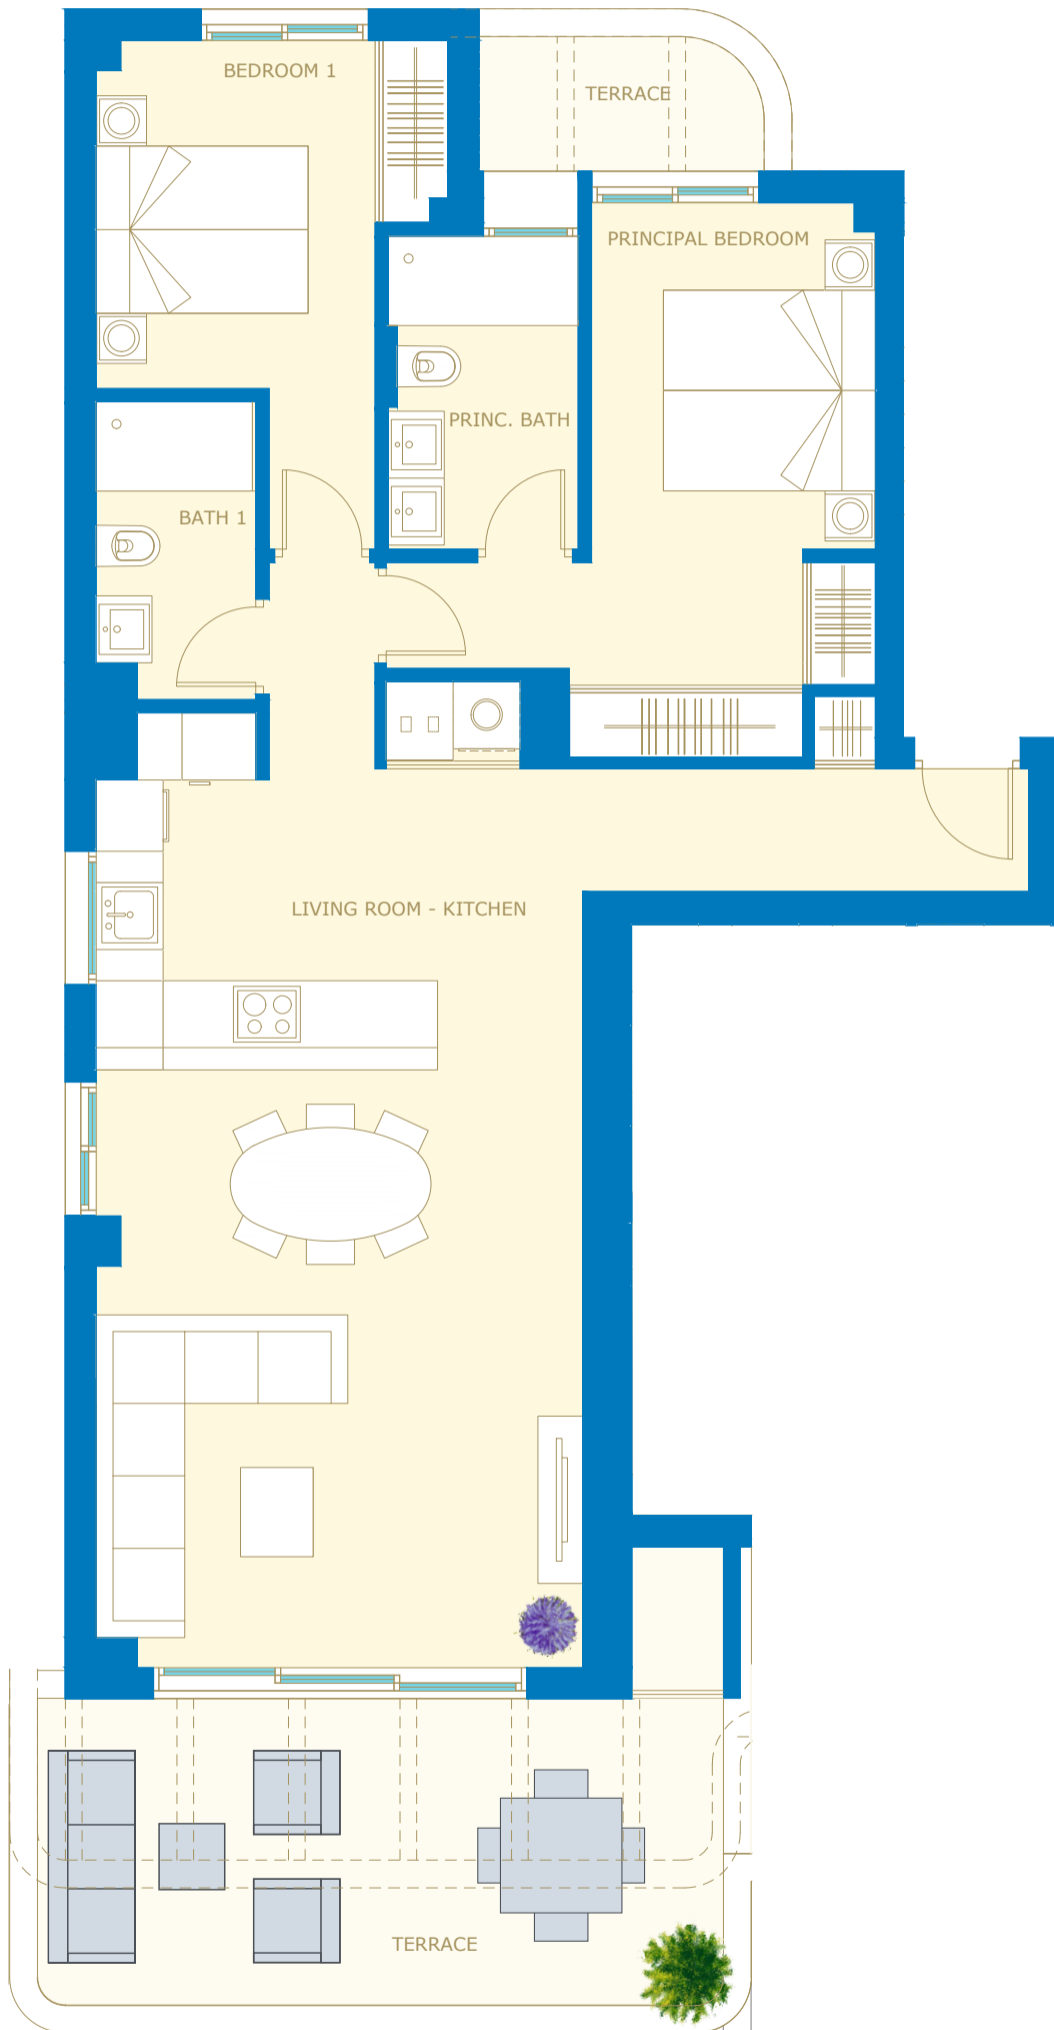 BEDROOM 1
TERRACE
PRINCIPAL BEDROOM
PRINC. BATH
BATH 1
LIVING ROOM - KITCHEN
TERRACE